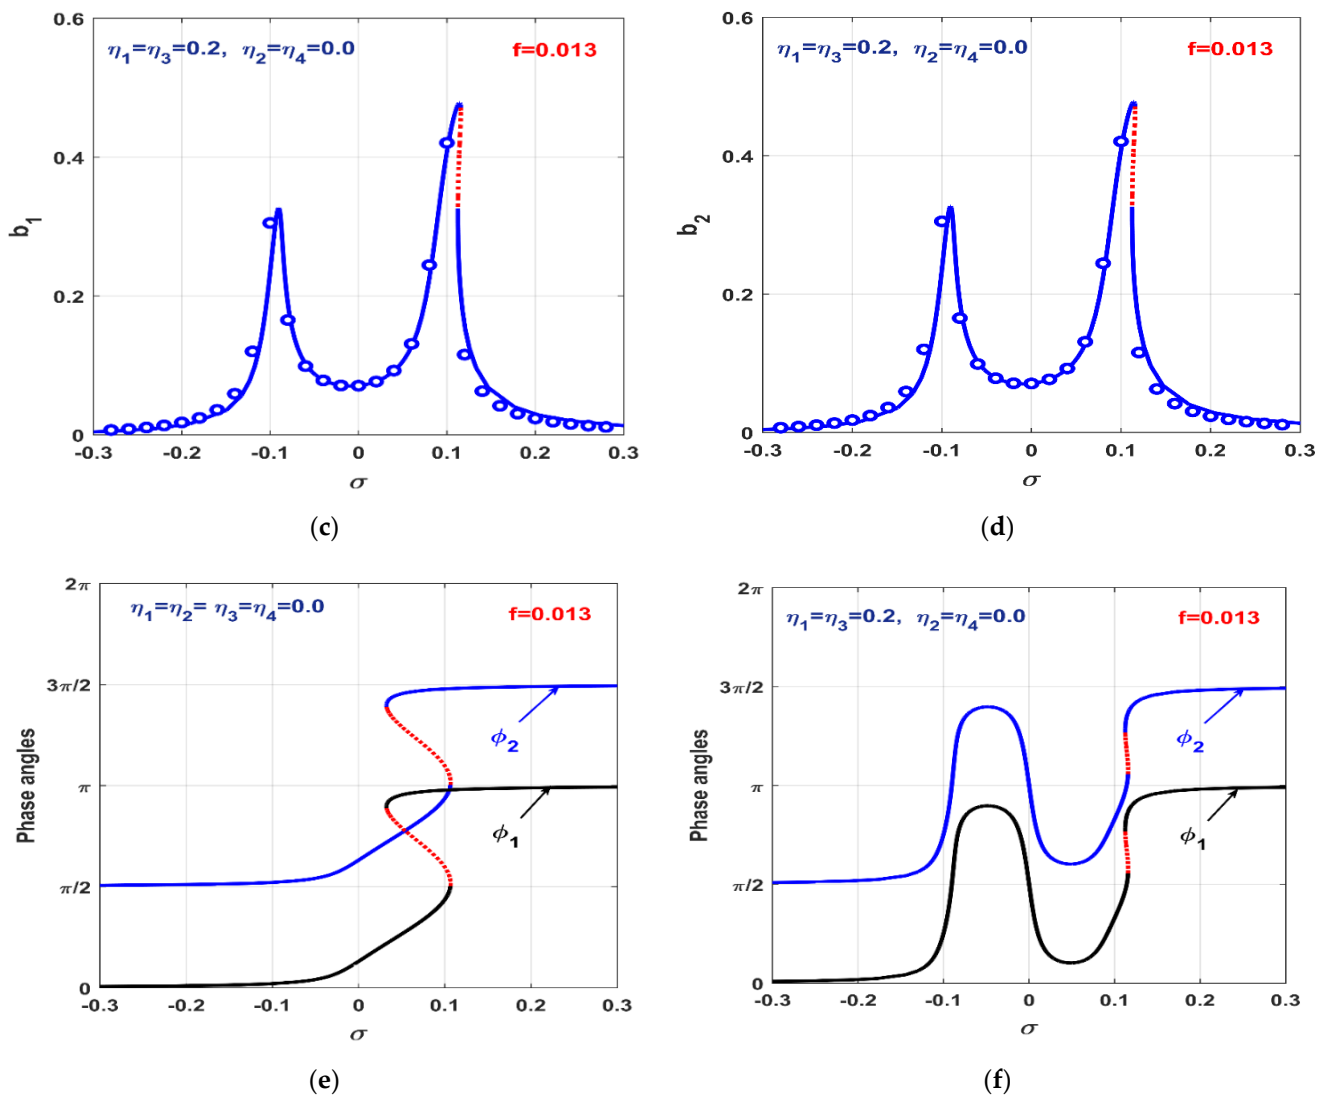 0.6
0.4
0.2
0
b₁
η₁=η₃=0.2, η₂=η₄=0.0
f=0.013
-0.3 -0.2 -0.1 0 0.1 0.2 0.3
σ
(c)
0.6
0.4
0.2
0
b₂
η₁=η₃=0.2, η₂=η₄=0.0
f=0.013
-0.3 -0.2 -0.1 0 0.1 0.2 0.3
σ
(d)
2π
3π/2
π
π/2
0
Phase angles
η₁=η₂= η₃=η₄=0.0
f=0.013
ϕ₂
ϕ₁
-0.3 -0.2 -0.1 0 0.1 0.2 0.3
σ
(e)
2π
3π/2
π
π/2
0
Phase angles
η₁=η₃=0.2, η₂=η₄=0.0
f=0.013
ϕ₂
ϕ₁
-0.3 -0.2 -0.1 0 0.1 0.2 0.3
σ
(f)